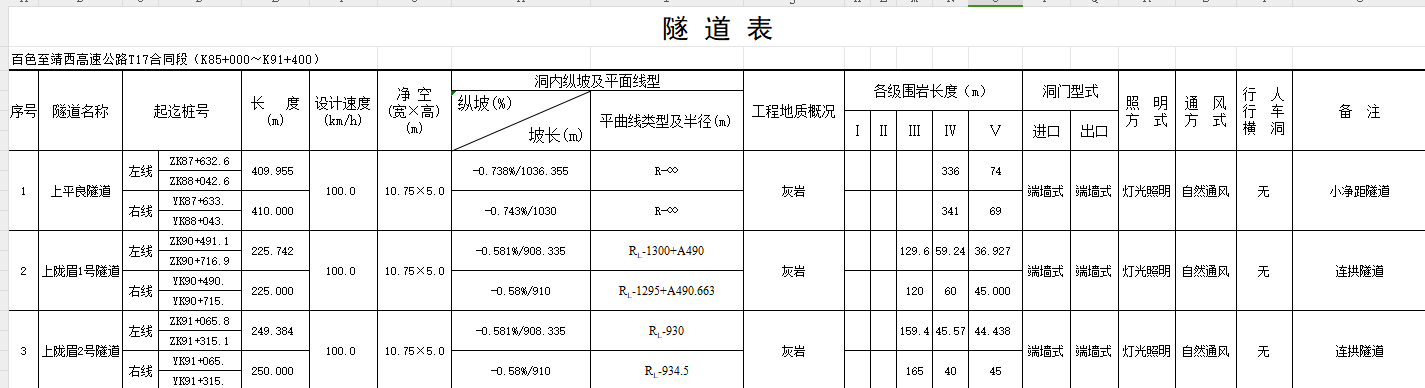 隧 道 表
百色至靖西高速公路T17合同段（K85+000～K91+400）
序号 隧道名称 起迄桩号 长 度 (m) 设计速度 (km/h) 净 空 (宽×高) (m) 洞内纵坡及平面线型 工程地质概况 各级围岩长度（m） 洞门型式 照 明 方 式 通 风 方 式 行 人 行 车 横 洞 备 注
纵坡(%) 坡长(m) 平曲线类型及半径(m) I II III IV V 进口 出口
1 上平良隧道 左线 ZK87+632.6 409.955 100.0 10.75×5.0 -0.738%/1036.355 R-∞ 灰岩 336 74 端墙式 端墙式 灯光照明 自然通风 无 小净距隧道
ZK88+042.6
右线 YK87+633. 410.000 -0.743%/1030 R-∞ 341 69
YK88+043.
2 上陇眉1号隧道 左线 ZK90+491.1 225.742 100.0 10.75×5.0 -0.581%/908.335 RL-1300+A490 灰岩 129.6 59.24 36.927 端墙式 端墙式 灯光照明 自然通风 无 连拱隧道
ZK90+716.9
右线 YK90+490. 225.000 -0.58%/910 RL-1295+A490.663 120 60 45.000
YK90+715.
3 上陇眉2号隧道 左线 ZK91+065.8 249.384 100.0 10.75×5.0 -0.581%/908.335 RL-930 灰岩 159.4 45.57 44.438 端墙式 端墙式 灯光照明 自然通风 无 连拱隧道
ZK91+315.1
右线 YK91+065. 250.000 -0.58%/910 RL-934.5 165 40 45
YK91+315.